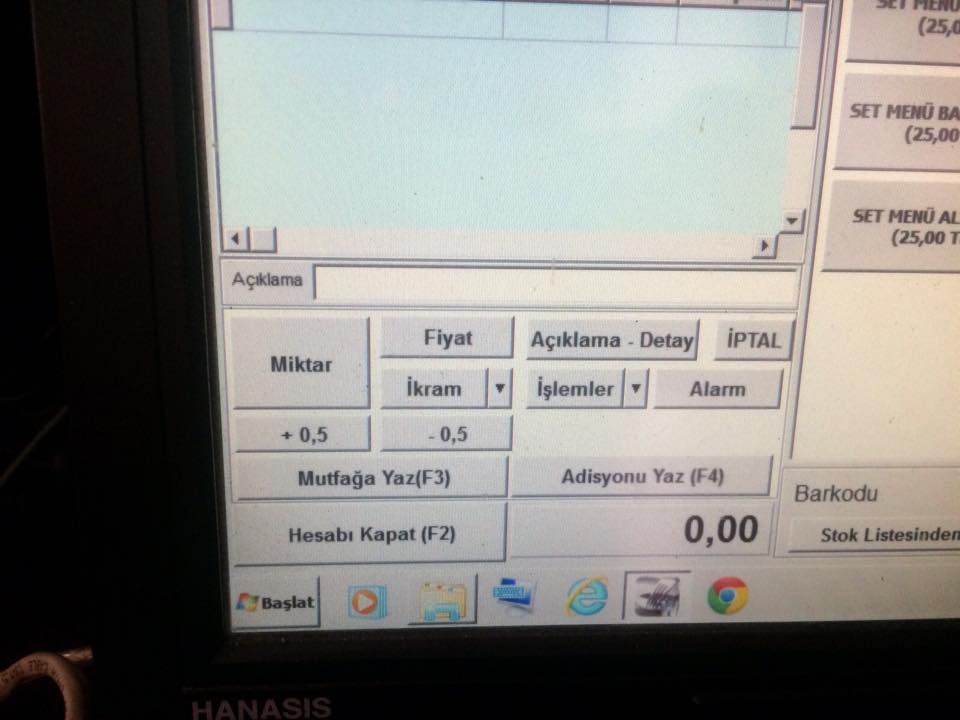 SET MENÜ
(25,0
SET MENÜ BA
(25,00
SET MENÜ AL
(25,00 T
Açıklama
Miktar
Fiyat
Açıklama - Detay
İPTAL
İkram
İşlemler
Alarm
+ 0,5
- 0,5
Mutfağa Yaz(F3)
Adisyonu Yaz (F4)
Barkodu
Hesabı Kapat (F2)
0,00
Stok Listesinden
Başlat
HANASIS